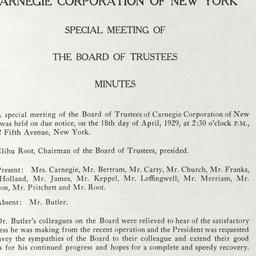 ARNEGIE CORPORATION OF NEW YORK
SPECIAL MEETING OF
THE BOARD OF TRUSTEES
MINUTES
special meeting of the Board of Trustees of Carnegie Corporation of New
was held on due notice, on the 18th day of April, 1929, at 2:30 o'clock P.M.,
Fifth Avenue, New York.
Elihu Root, Chairman of the Board of Trustees, presided.
Present: Mrs. Carnegie, Mr. Bertram, Mr. Carty, Mr. Church, Mr. Franks,
Holland, Mr. James, Mr. Keppel, Mr. Leffingwell, Mr. Merriam, Mr.
on, Mr. Pritchett and Mr. Root.
Absent: Mr. Butler.
Dr. Butler's colleagues on the Board were relieved to hear of the satisfactory
ess he was making from the recent operation and the President was requested
nvey the sympathies of the Board to their colleague and extend their good
s for his continued progress and hopes for a complete and speedy recovery.